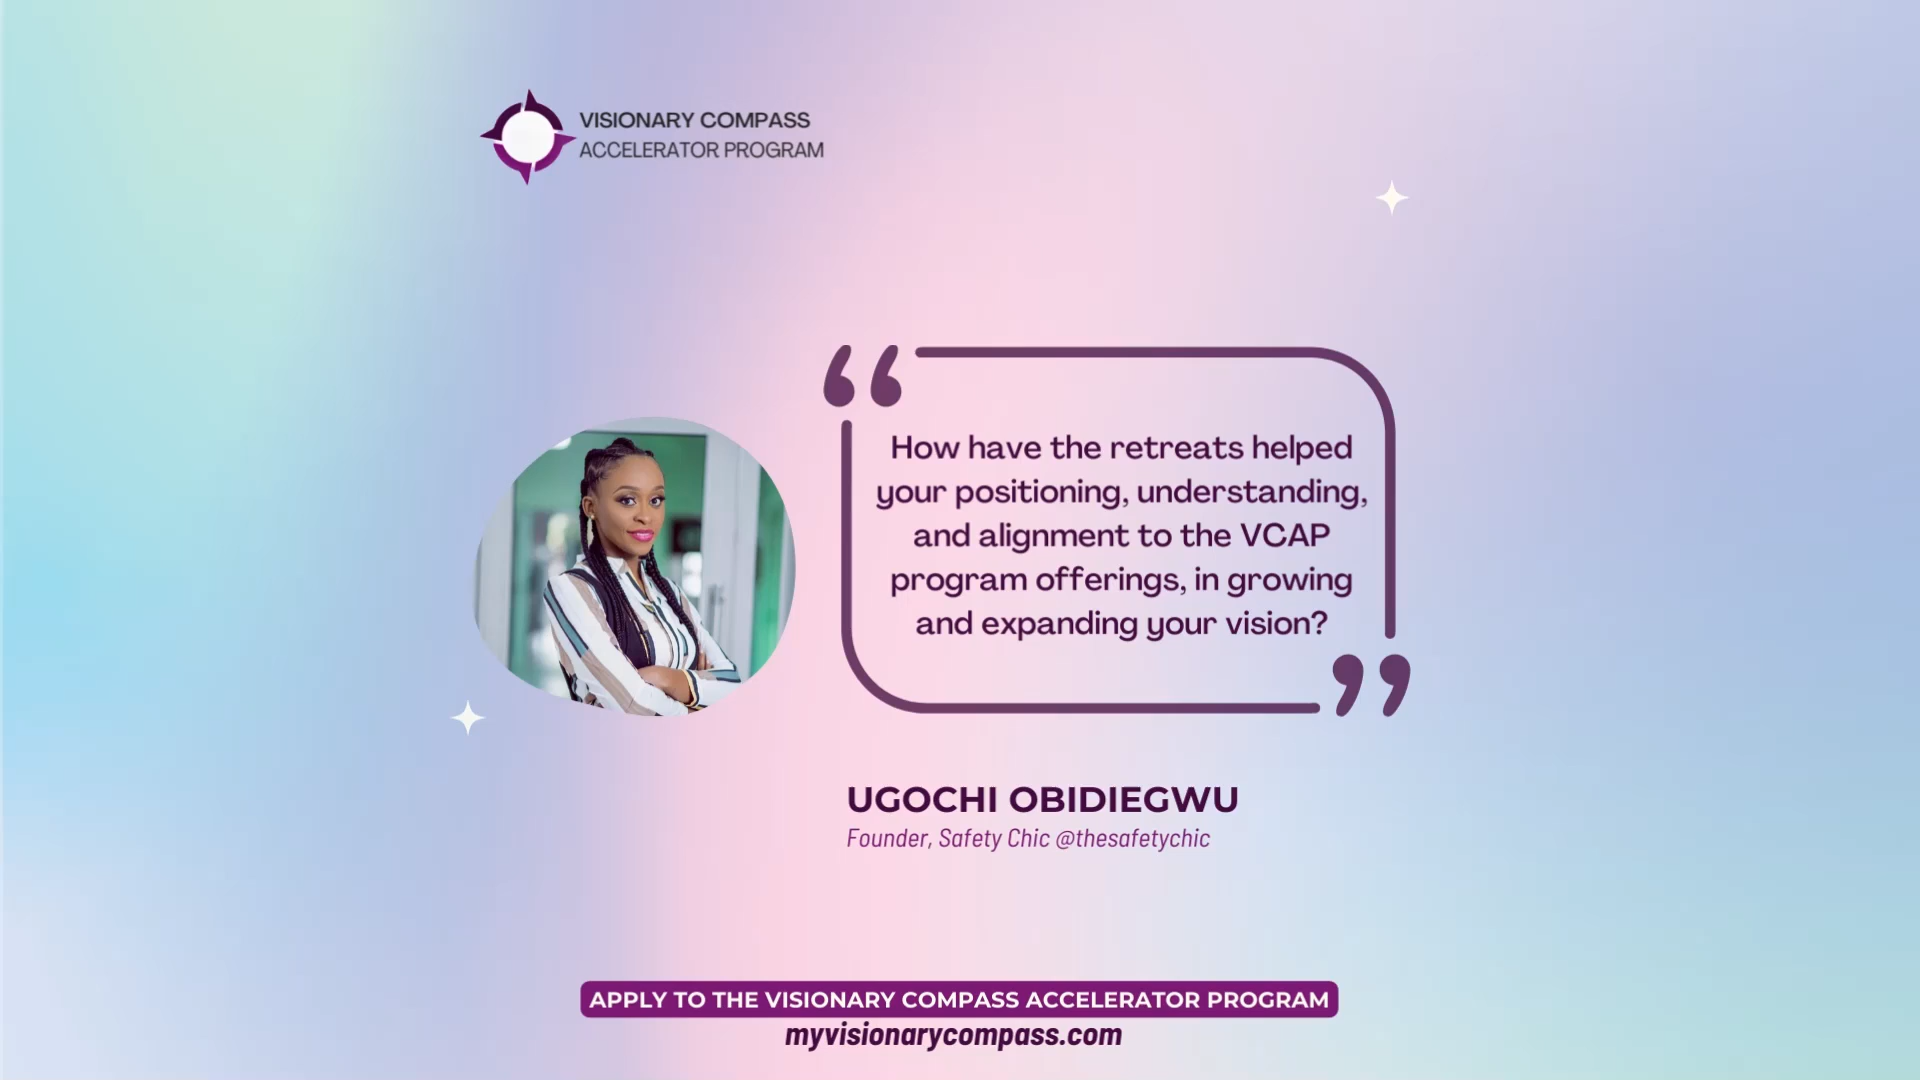 VISIONARY COMPASS
ACCELERATOR PROGRAM
How have the retreats helped
your positioning, understanding,
and alignment to the VCAP
program offerings, in growing
and expanding your vision?
UGOCHI OBIDIEGWU
Founder, Safety Chic @thesafetychic
APPLY TO THE VISIONARY COMPASS ACCELERATOR PROGRAM
myvisionarycompass.com